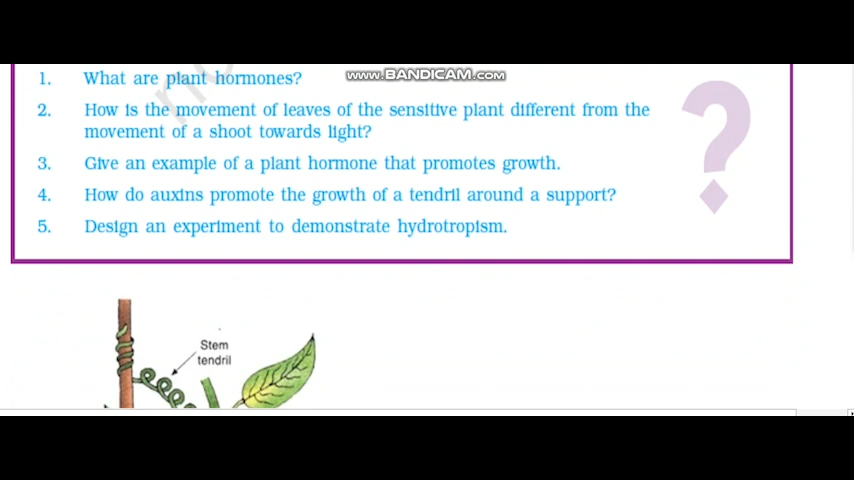 www.BANDICAM.com
1. What are plant hormones?
2. How is the movement of leaves of the sensitive plant different from the
movement of a shoot towards light?
3. Give an example of a plant hormone that promotes growth.
4. How do auxins promote the growth of a tendril around a support?
5. Design an experiment to demonstrate hydrotropism.
?
Stem
tendril